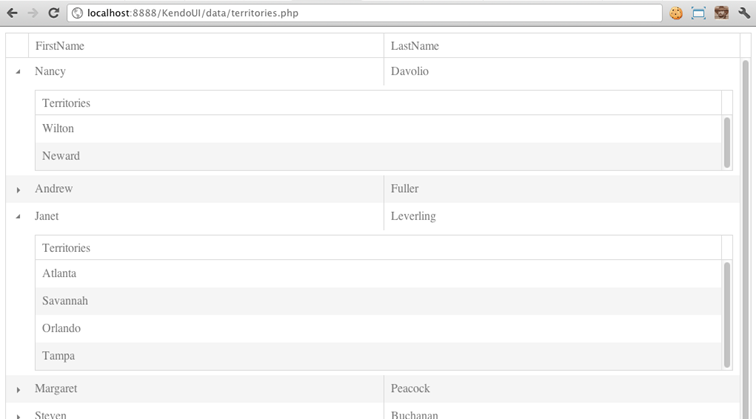 localhost:8888/KendoUI/data/territories.php
FirstName LastName
Nancy Davolio
Territories
Wilton
Neward
Andrew Fuller
Janet Leverling
Territories
Atlanta
Savannah
Orlando
Tampa
Margaret Peacock
Steven Buchanan